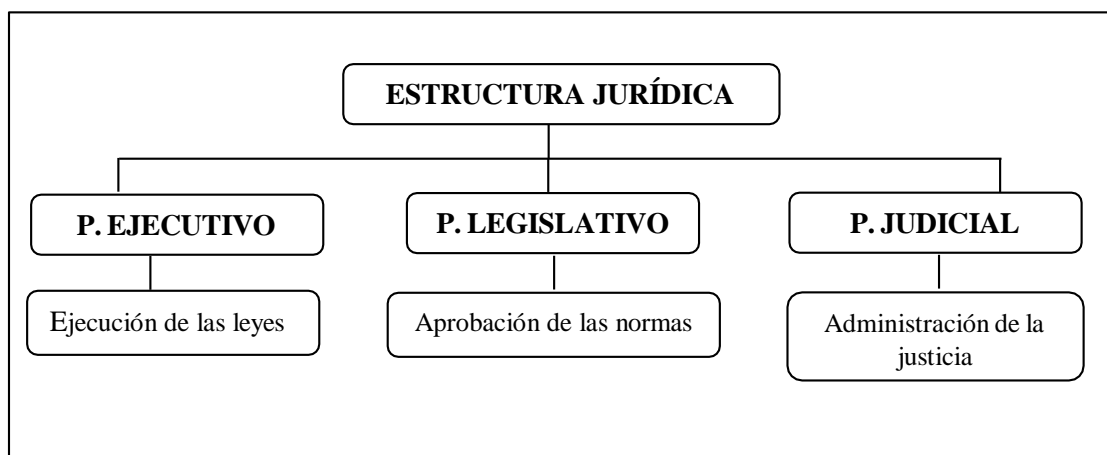 ESTRUCTURA JURÍDICA
P. EJECUTIVO
P. LEGISLATIVO
P. JUDICIAL
Ejecución de las leyes
Aprobación de las normas
Administración de la
justicia